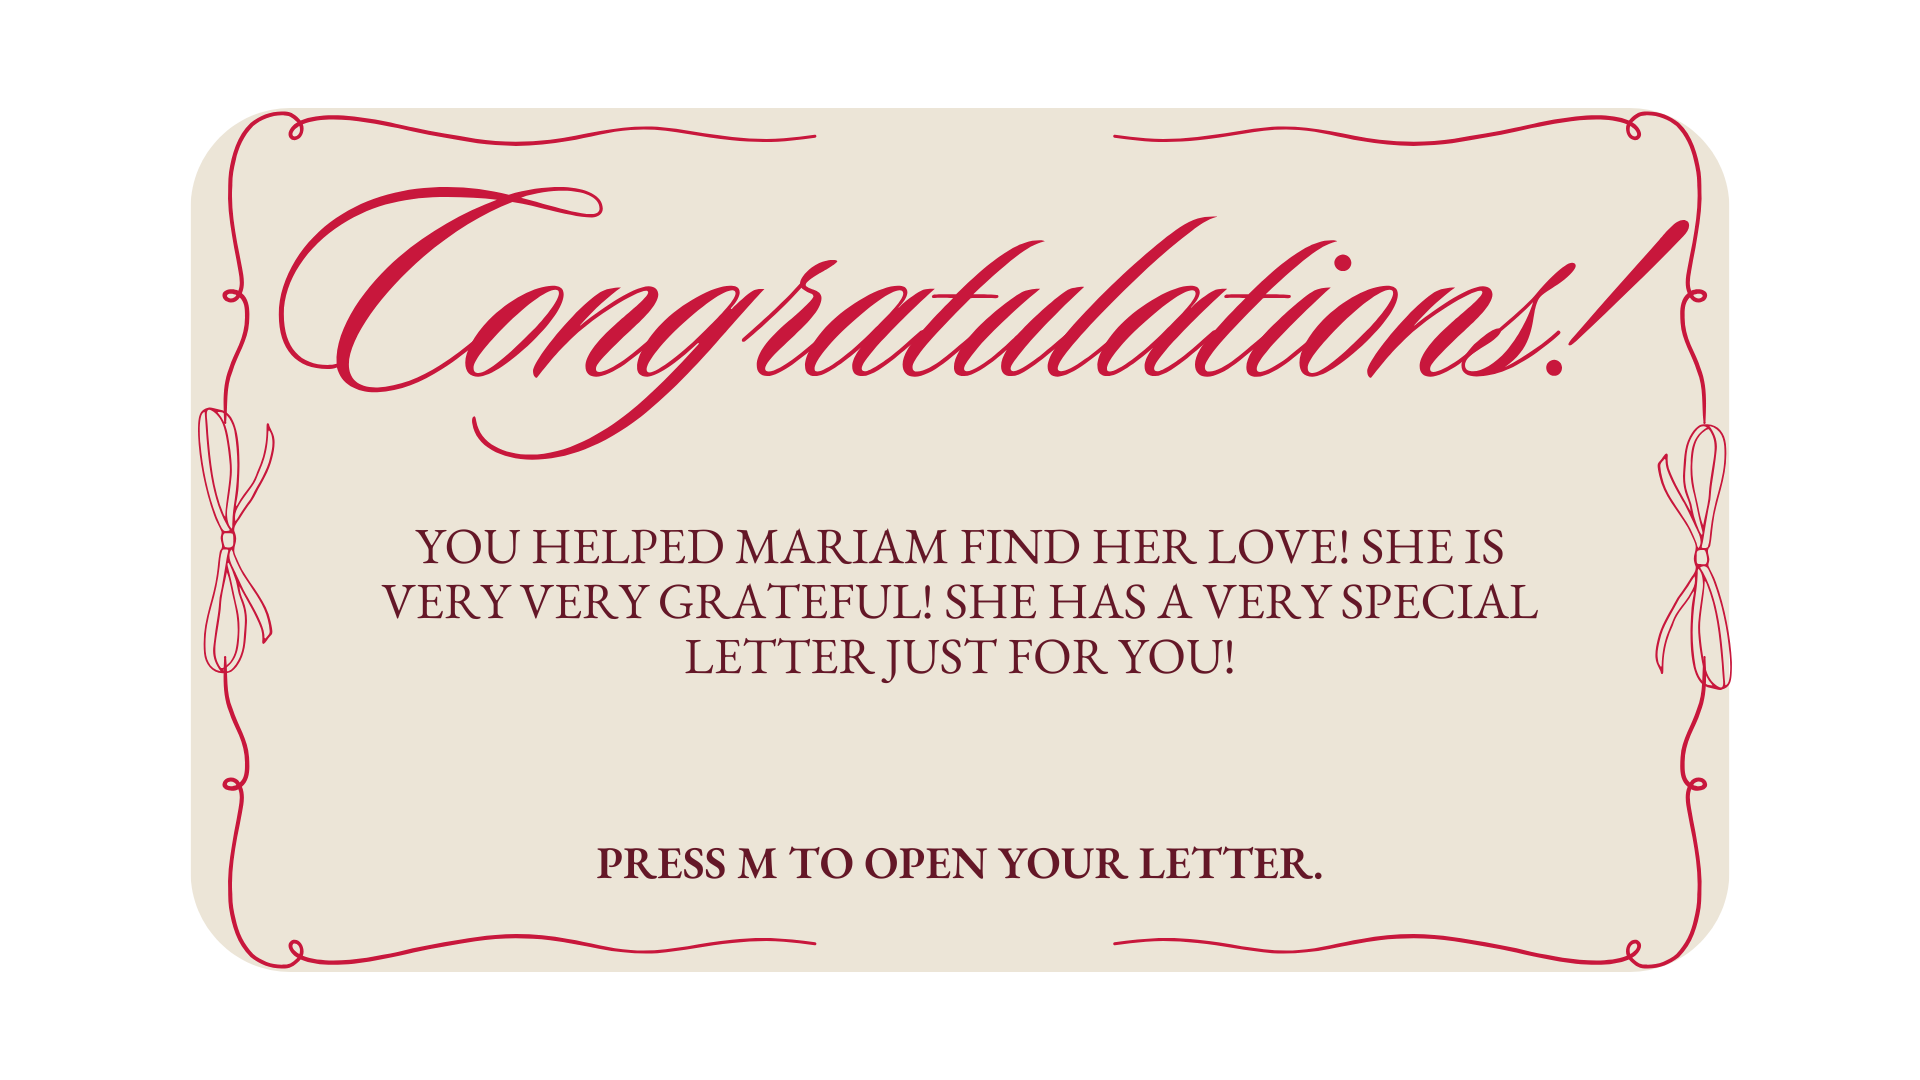 Congratulations!
YOU HELPED MARIAM FIND HER LOVE! SHE IS
VERY VERY GRATEFUL! SHE HAS A VERY SPECIAL
LETTER JUST FOR YOU!
PRESS M TO OPEN YOUR LETTER.